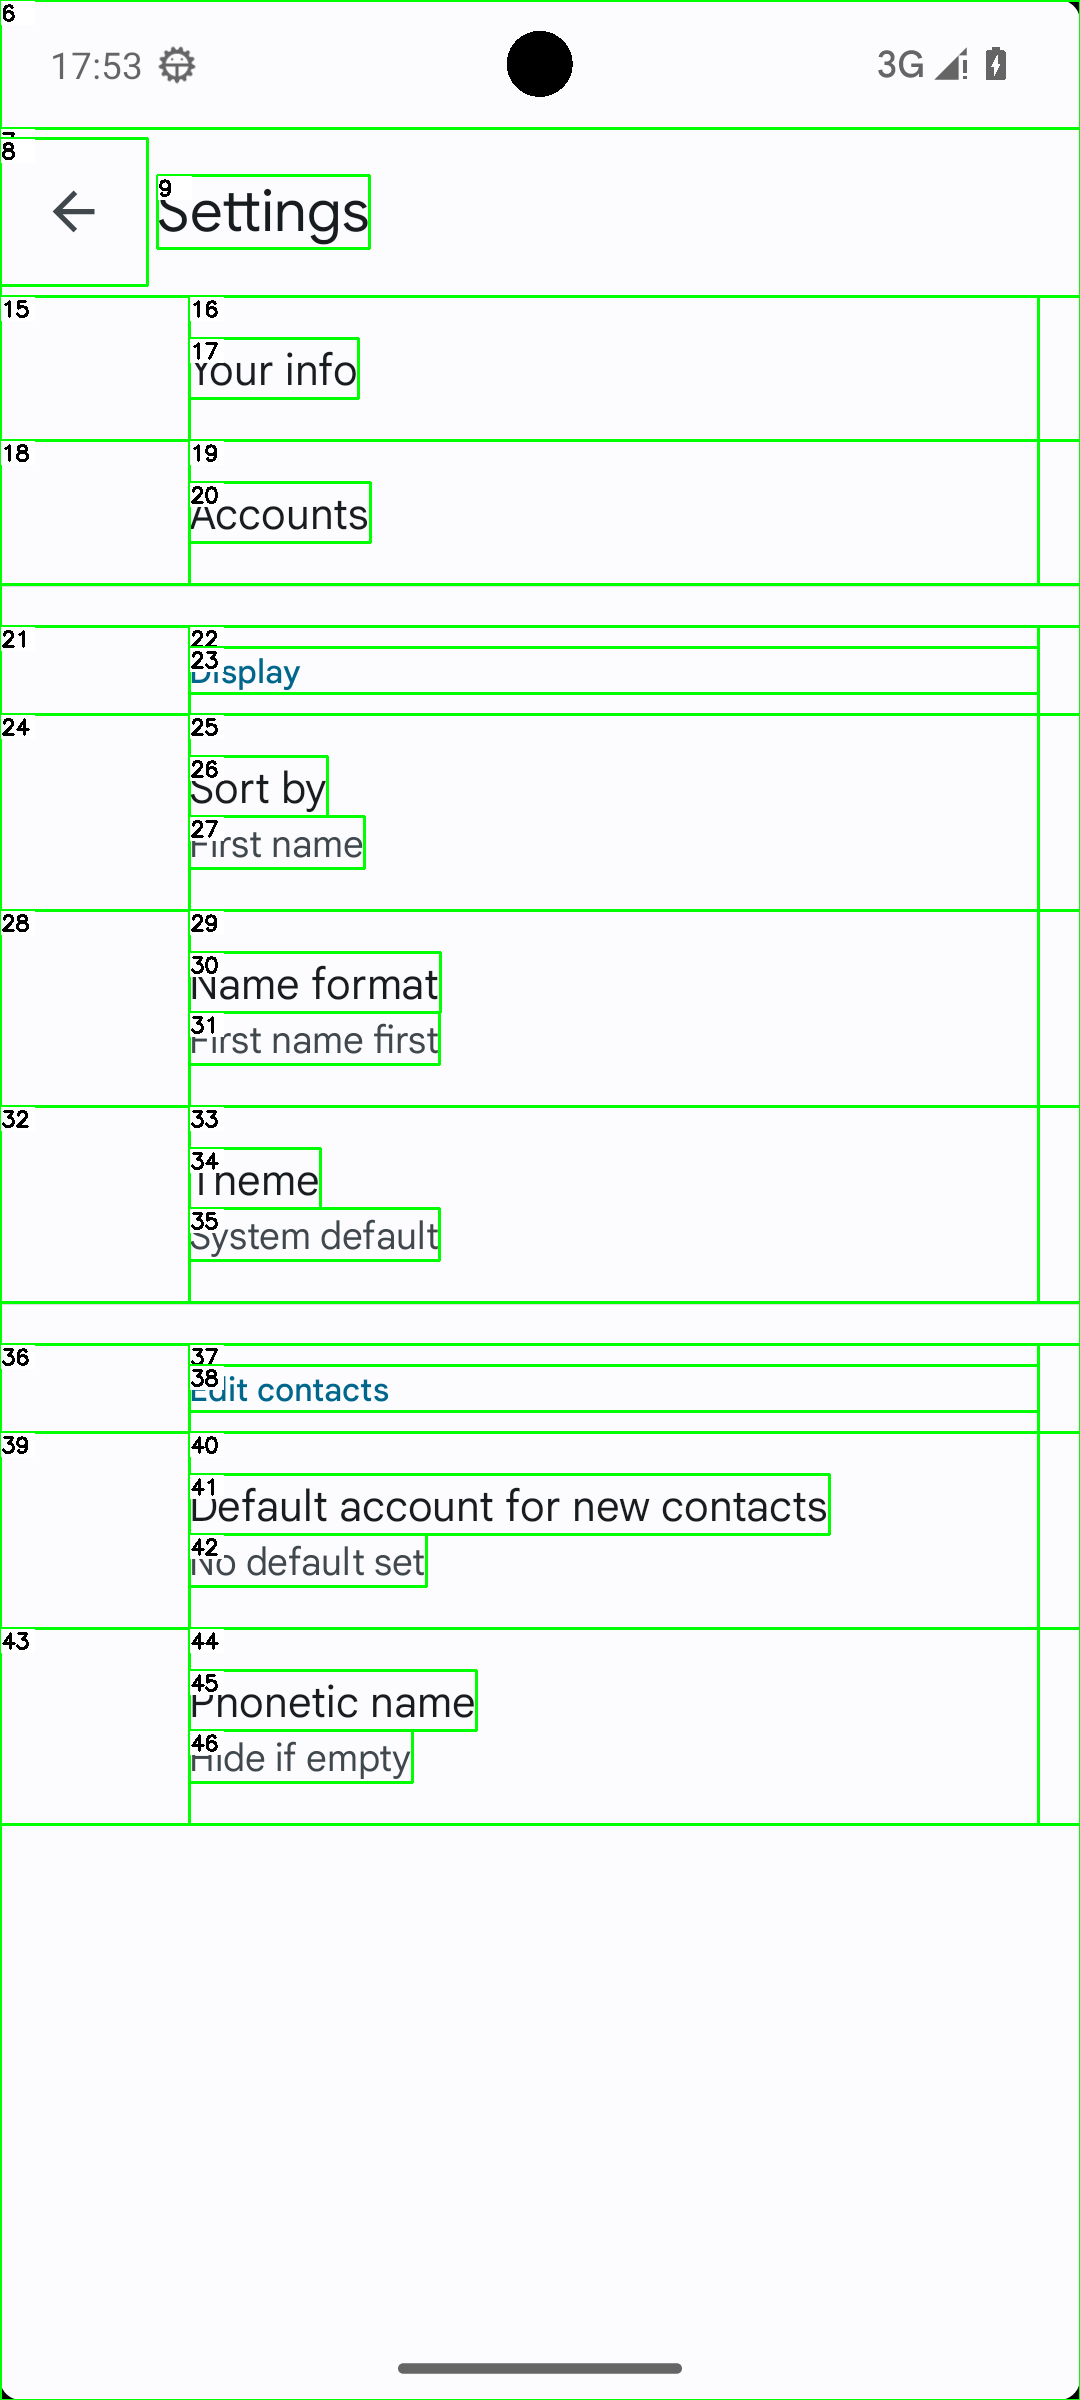 6
17:53 3G
7
8
9
Settings
15 16
17
Your info
18 19
20
Accounts
21 22
23
Display
24 25
26
Sort by
27
First name
28 29
30
Name format
31
First name first
32 33
34
Theme
35
System default
36 37
38
Edit contacts
39 40
41
Default account for new contacts
42
No default set
43 44
45
Phonetic name
46
Hide if empty